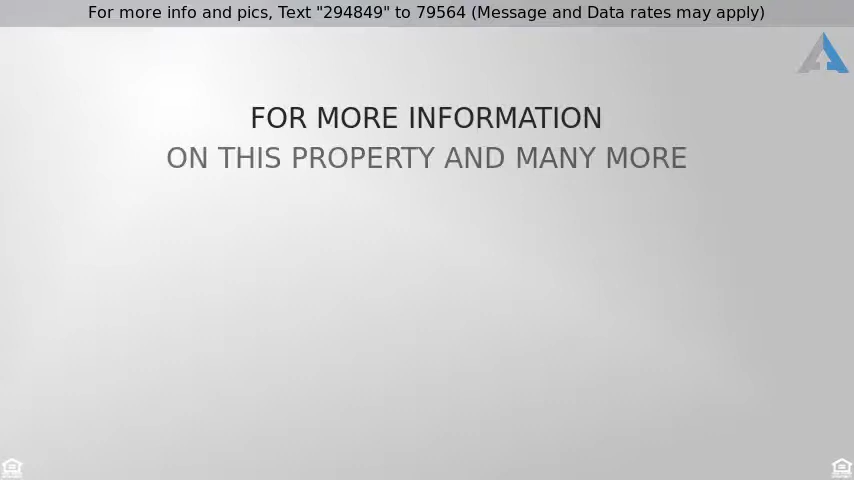 For more info and pics, Text "294849" to 79564 (Message and Data rates may apply)
FOR MORE INFORMATION
ON THIS PROPERTY AND MANY MORE